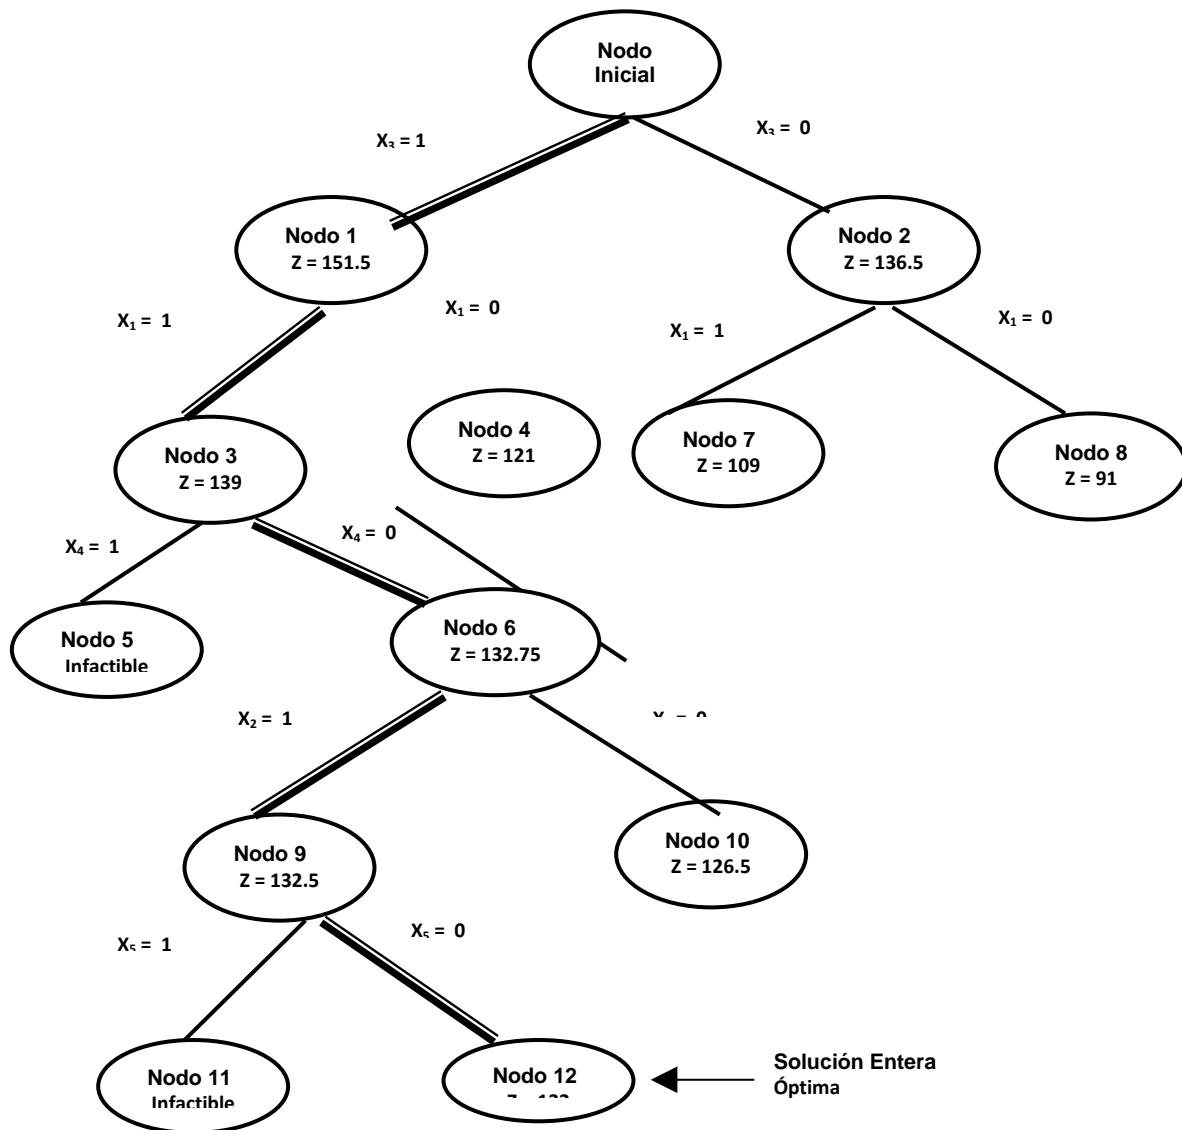 Nodo
Inicial
X₃ = 1
X₃ = 0
Nodo 1
Z = 151.5
Nodo 2
Z = 136.5
X₁ = 1
X₁ = 0
X₁ = 1
X₁ = 0
Nodo 3
Z = 139
Nodo 4
Z = 121
Nodo 7
Z = 109
Nodo 8
Z = 91
X₄ = 1
X₄ = 0
Nodo 5
Infactible
Nodo 6
Z = 132.75
X₂ = 1
Nodo 9
Z = 132.5
Nodo 10
Z = 126.5
X₅ = 1
X₅ = 0
Nodo 11
Infactible
Nodo 12
Solución Entera
Óptima